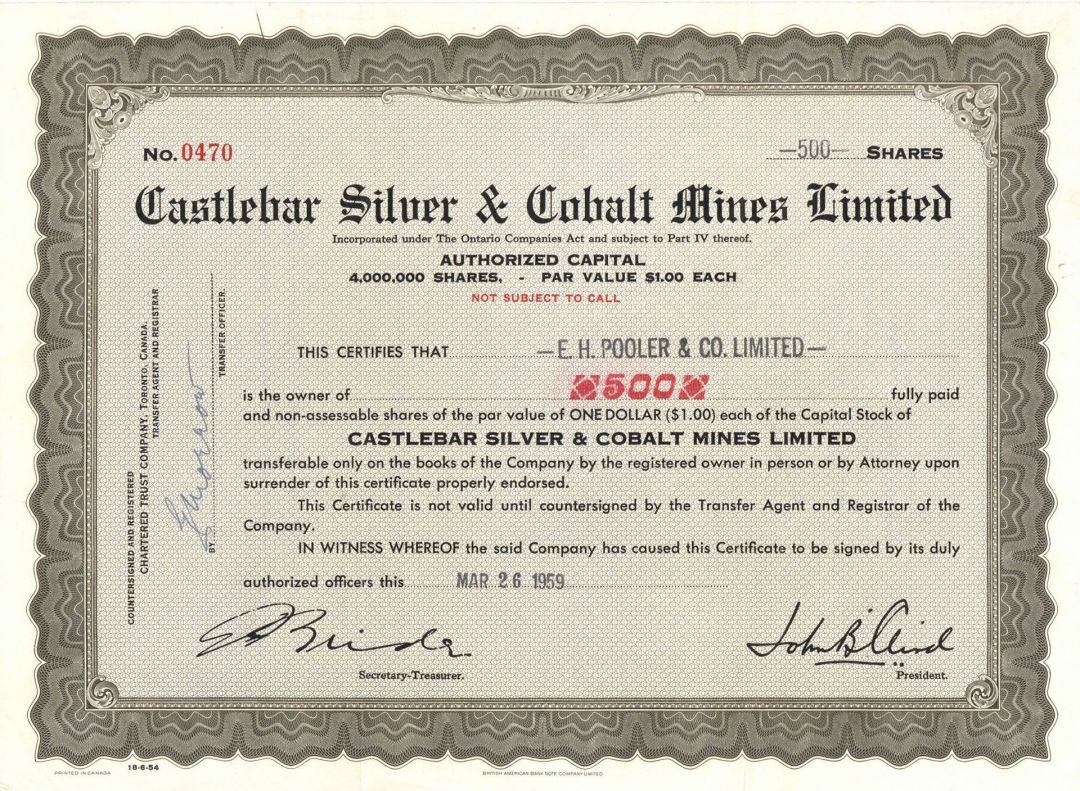 No. 0470
—500— SHARES
Castlebar Silver & Cobalt Mines Limited
Incorporated under The Ontario Companies Act and subject to Part IV thereof.
AUTHORIZED CAPITAL
4,000,000 SHARES, - PAR VALUE $1.00 EACH
NOT SUBJECT TO CALL
THIS CERTIFIES THAT —E. H. POOLER & CO. LIMITED—
is the owner of 500 fully paid
and non-assessable shares of the par value of ONE DOLLAR ($1.00) each of the Capital Stock of
CASTLEBAR SILVER & COBALT MINES LIMITED
transferable only on the books of the Company by the registered owner in person or by Attorney upon
surrender of this certificate properly endorsed.
This Certificate is not valid until countersigned by the Transfer Agent and Registrar of the
Company.
IN WITNESS WHEREOF the said Company has caused this Certificate to be signed by its duly
authorized officers this MAR 26 1959
Secretary-Treasurer.
John B.
President.
COUNTERSIGNED AND REGISTERED
CHARTERED TRUST COMPANY, TORONTO, CANADA.
TRANSFER AGENT AND REGISTRAR
BY
TRANSFER OFFICER.
PRINTED IN CANADA
18-6-54
BRITISH AMERICAN BANK NOTE COMPANY LIMITED